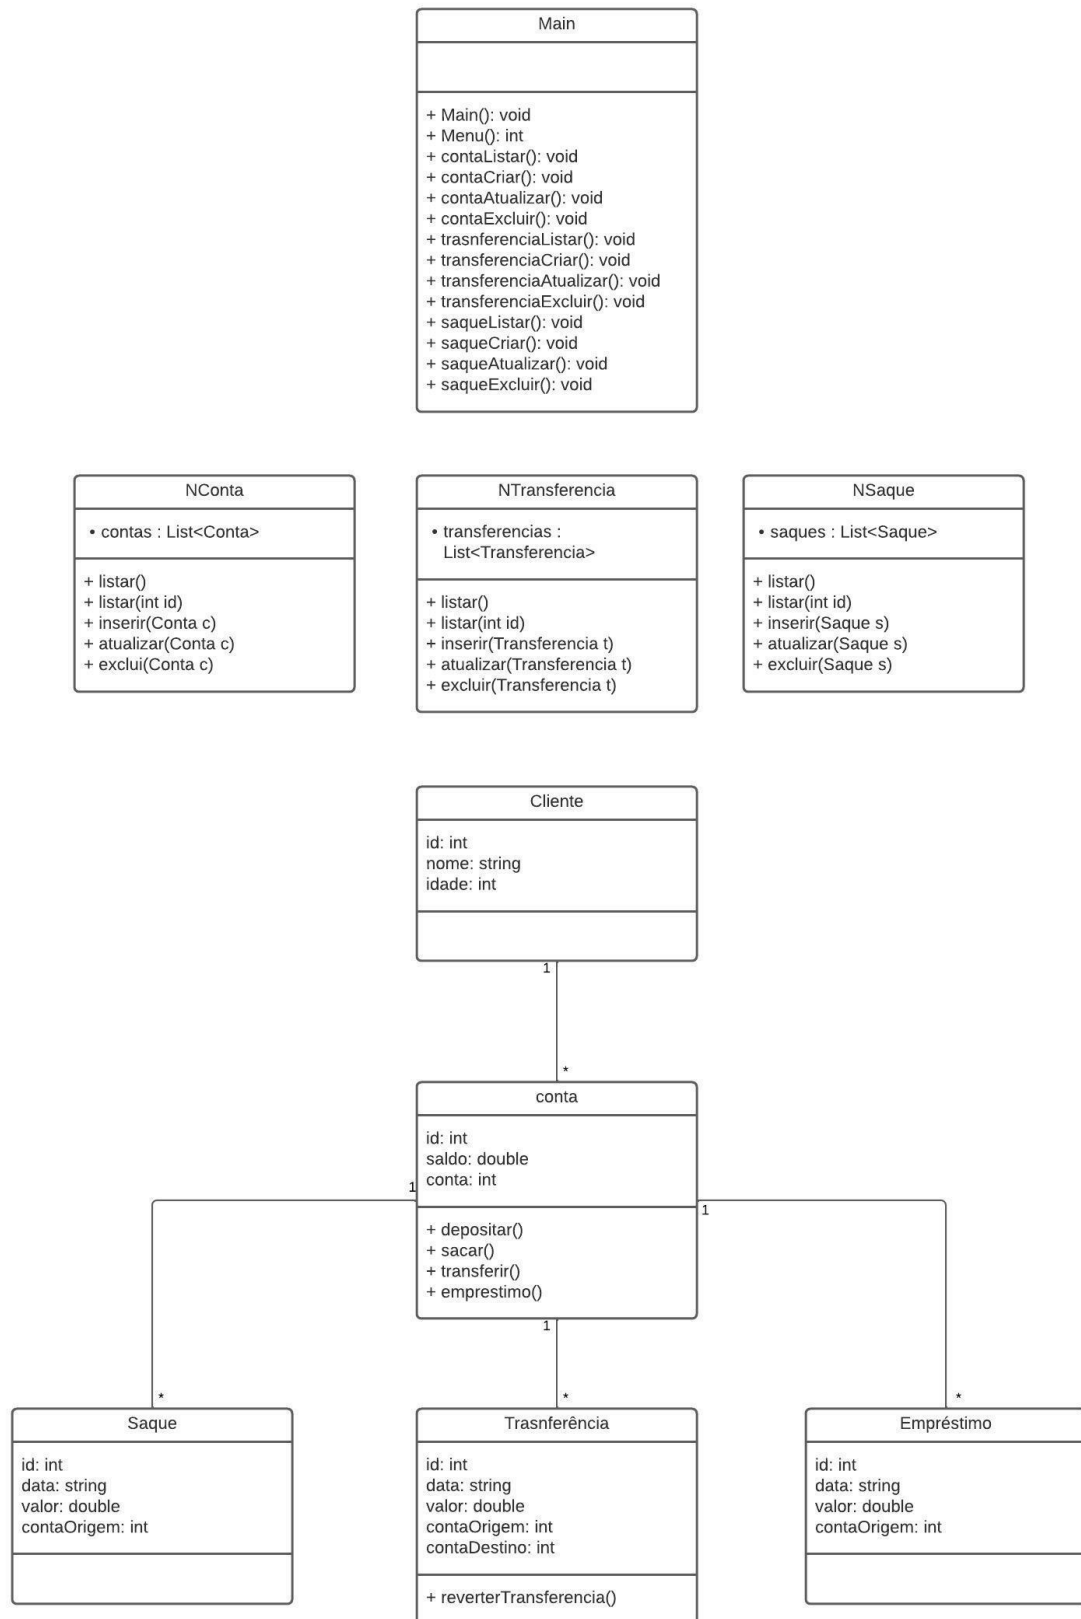 Main
+ Main(): void
+ Menu(): int
+ contaListar(): void
+ contaCriar(): void
+ contaAtualizar(): void
+ contaExcluir(): void
+ trasnferenciaListar(): void
+ transferenciaCriar(): void
+ transferenciaAtualizar(): void
+ transferenciaExcluir(): void
+ saqueListar(): void
+ saqueCriar(): void
+ saqueAtualizar(): void
+ saqueExcluir(): void
NConta
• contas : List<Conta>
+ listar()
+ listar(int id)
+ inserir(Conta c)
+ atualizar(Conta c)
+ exclui(Conta c)
NTransferencia
• transferencias :
List<Transferencia>
+ listar()
+ listar(int id)
+ inserir(Transferencia t)
+ atualizar(Transferencia t)
+ excluir(Transferencia t)
NSaque
• saques : List<Saque>
+ listar()
+ listar(int id)
+ inserir(Saque s)
+ atualizar(Saque s)
+ excluir(Saque s)
Cliente
id: int
nome: string
idade: int
1
*
conta
id: int
saldo: double
conta: int
+ depositar()
+ sacar()
+ transferir()
+ emprestimo()
1
1
1
*
*
*
Saque
id: int
data: string
valor: double
contaOrigem: int
Trasnferência
id: int
data: string
valor: double
contaOrigem: int
contaDestino: int
+ reverterTransferencia()
Empréstimo
id: int
data: string
valor: double
contaOrigem: int